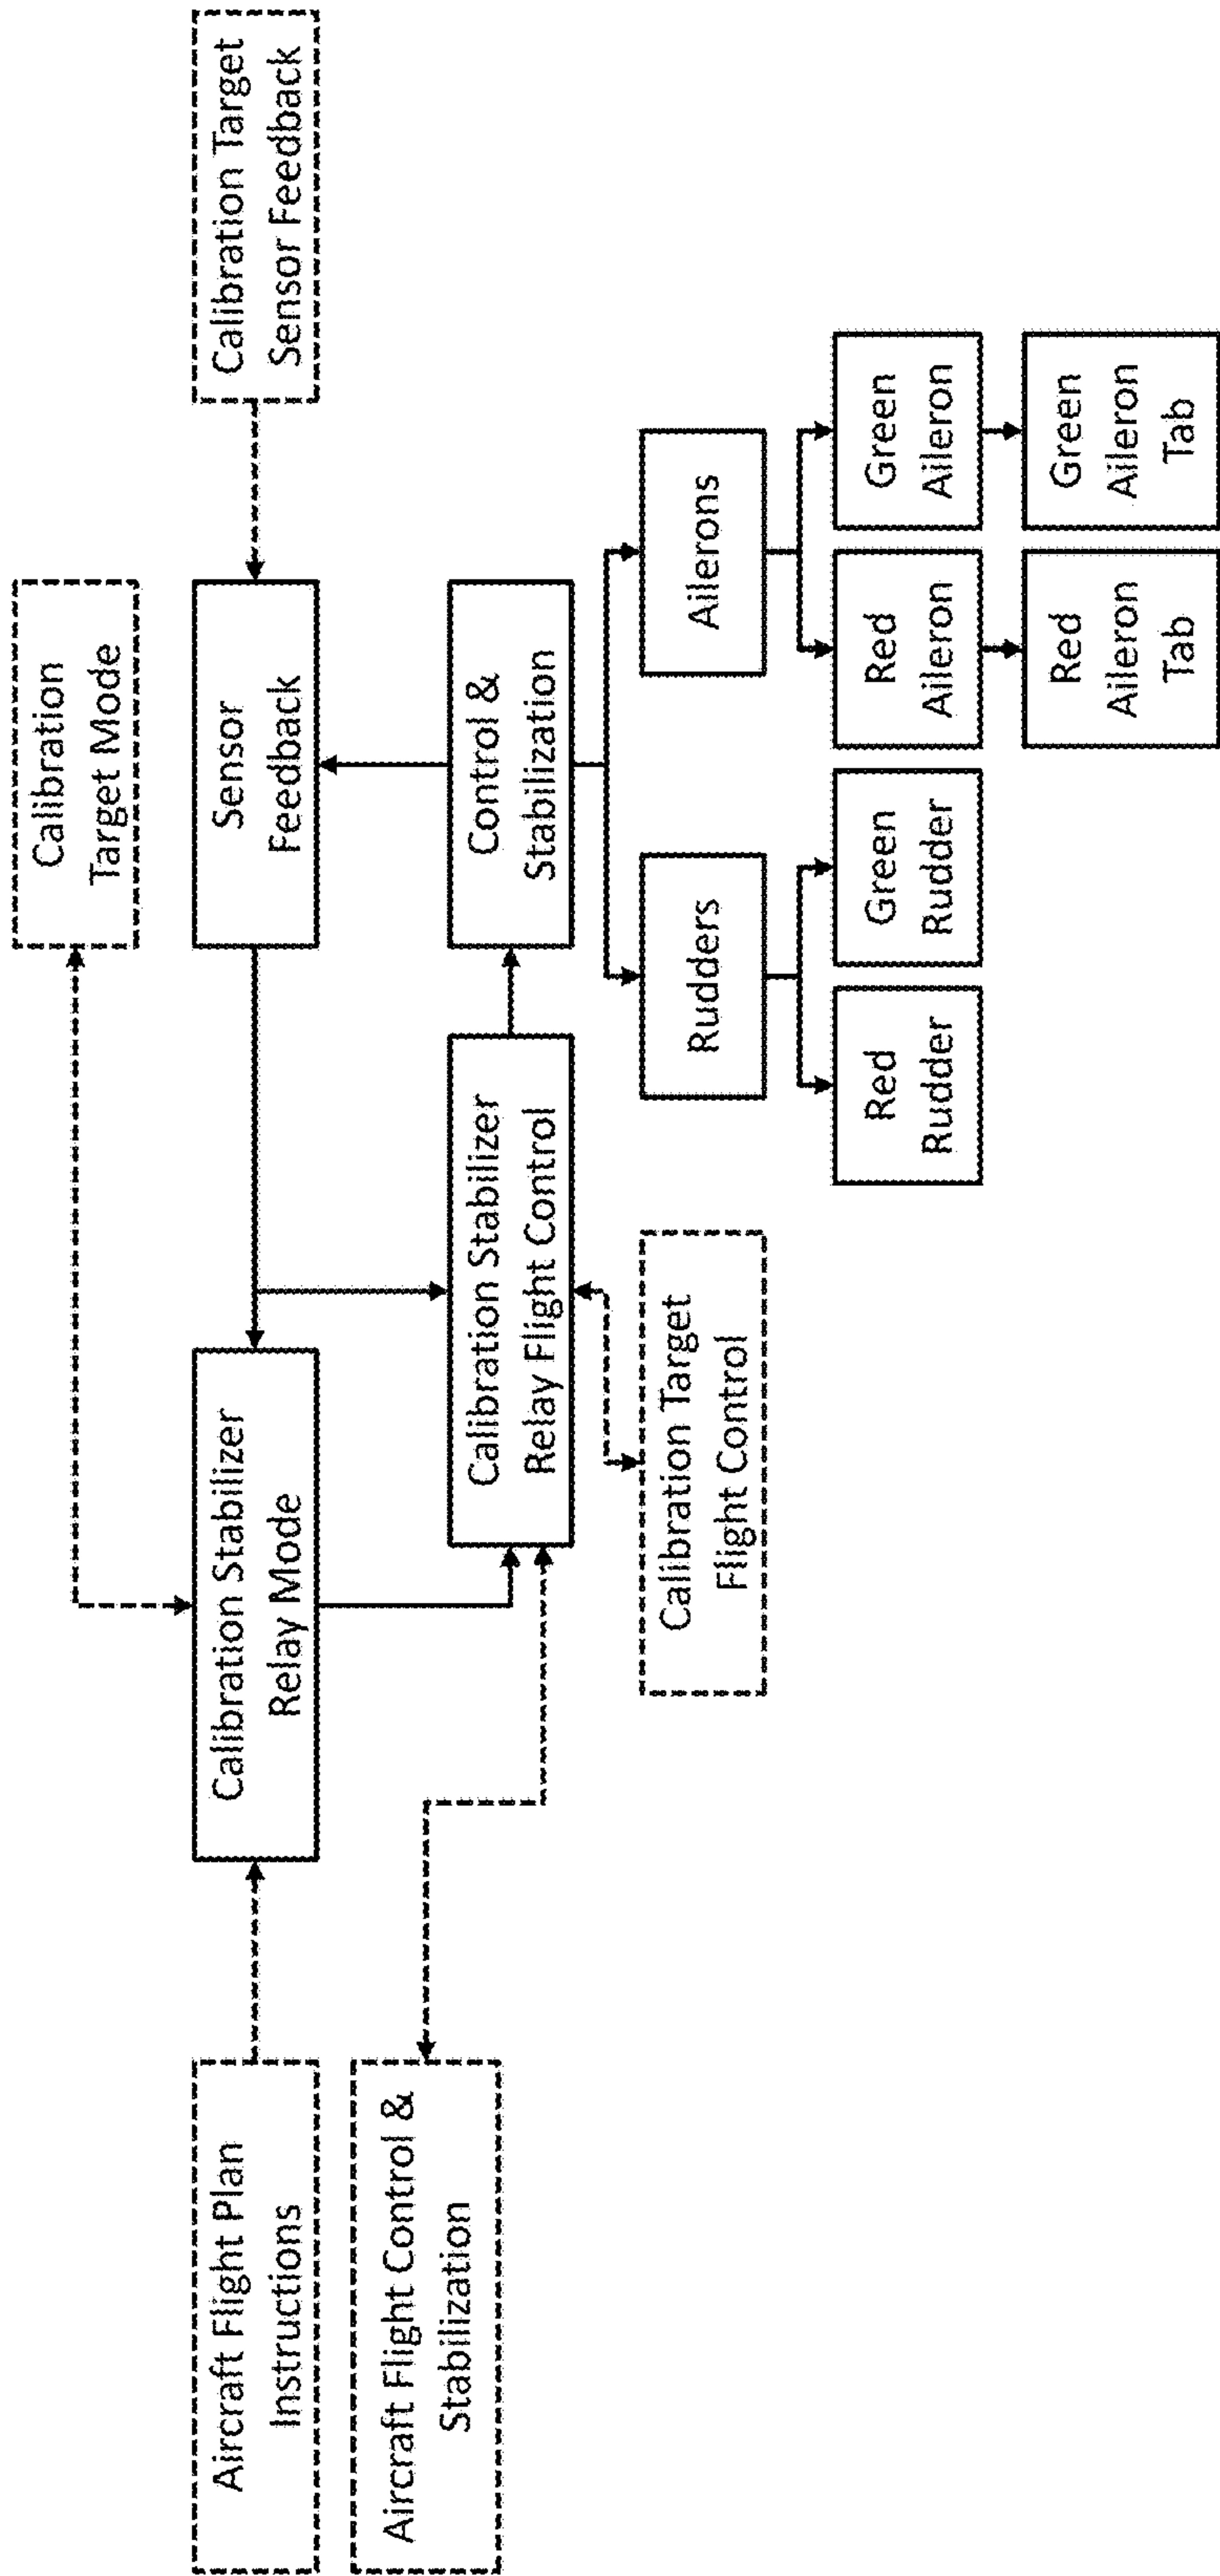 Calibration
Target Mode
Aircraft Flight Plan
Instructions
Calibration Stabilizer
Relay Mode
Sensor
Feedback
Calibration Target
Sensor Feedback
Aircraft Flight Control &
Stabilization
Calibration Stabilizer
Relay Flight Control
Control &
Stabilization
Calibration Target
Flight Control
Rudders
Ailerons
Red
Rudder
Green
Rudder
Red
Aileron
Green
Aileron
Red
Aileron
Tab
Green
Aileron
Tab